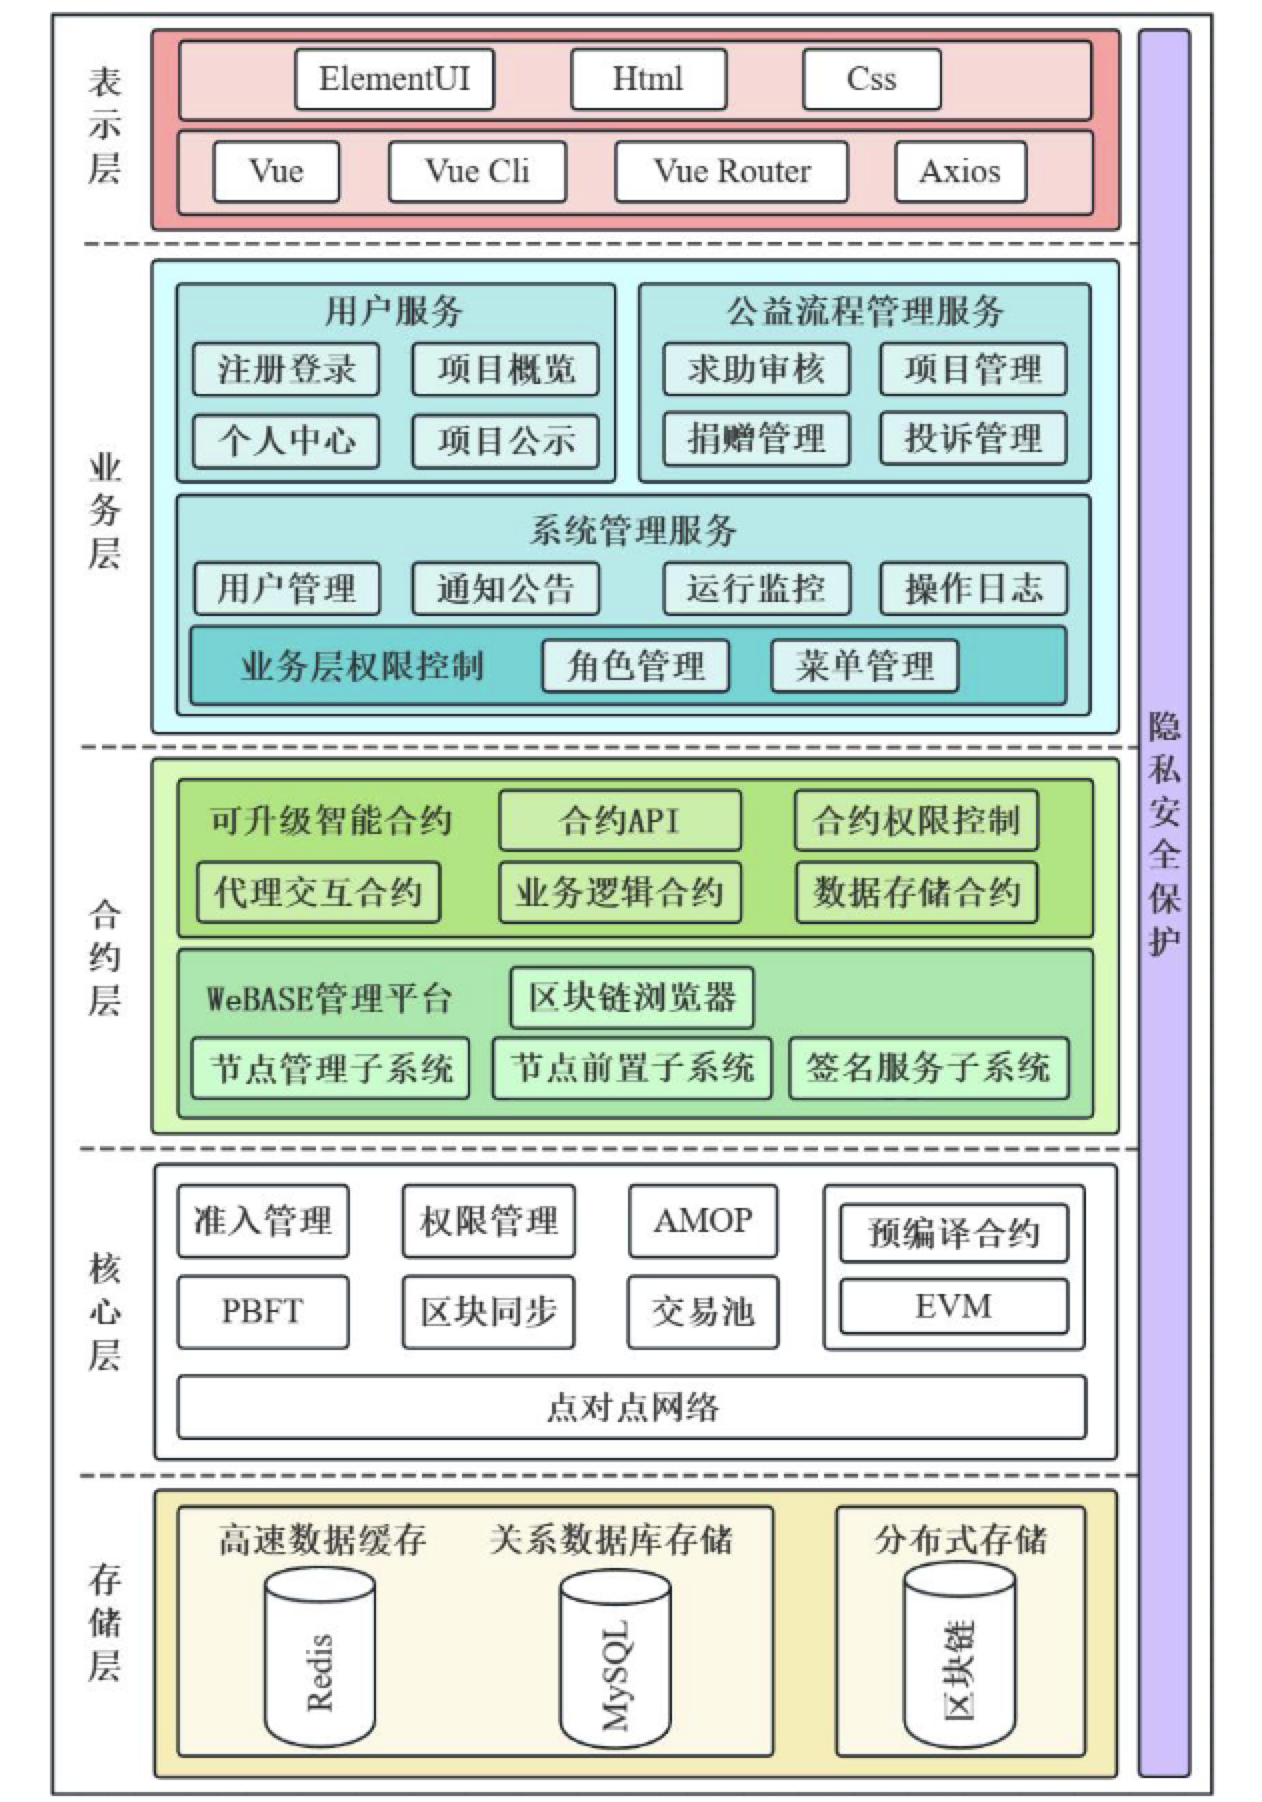 表示层
ElementUI
Html
Css
Vue
Vue Cli
Vue Router
Axios
业务层
用户服务
注册登录
项目概览
个人中心
项目公示
公益流程管理服务
求助审核
项目管理
捐赠管理
投诉管理
系统管理服务
用户管理
通知公告
运行监控
操作日志
业务层权限控制
角色管理
菜单管理
合约层
可升级智能合约
合约API
合约权限控制
代理交互合约
业务逻辑合约
数据存储合约
WeBASE管理平台
区块链浏览器
节点管理子系统
节点前置子系统
签名服务子系统
核心层
准入管理
权限管理
AMOP
预编译合约
PBFT
区块同步
交易池
EVM
点对点网络
存储层
高速数据缓存
关系数据库存储
分布式存储
Redis
MySQL
区块链
隐私安全保护